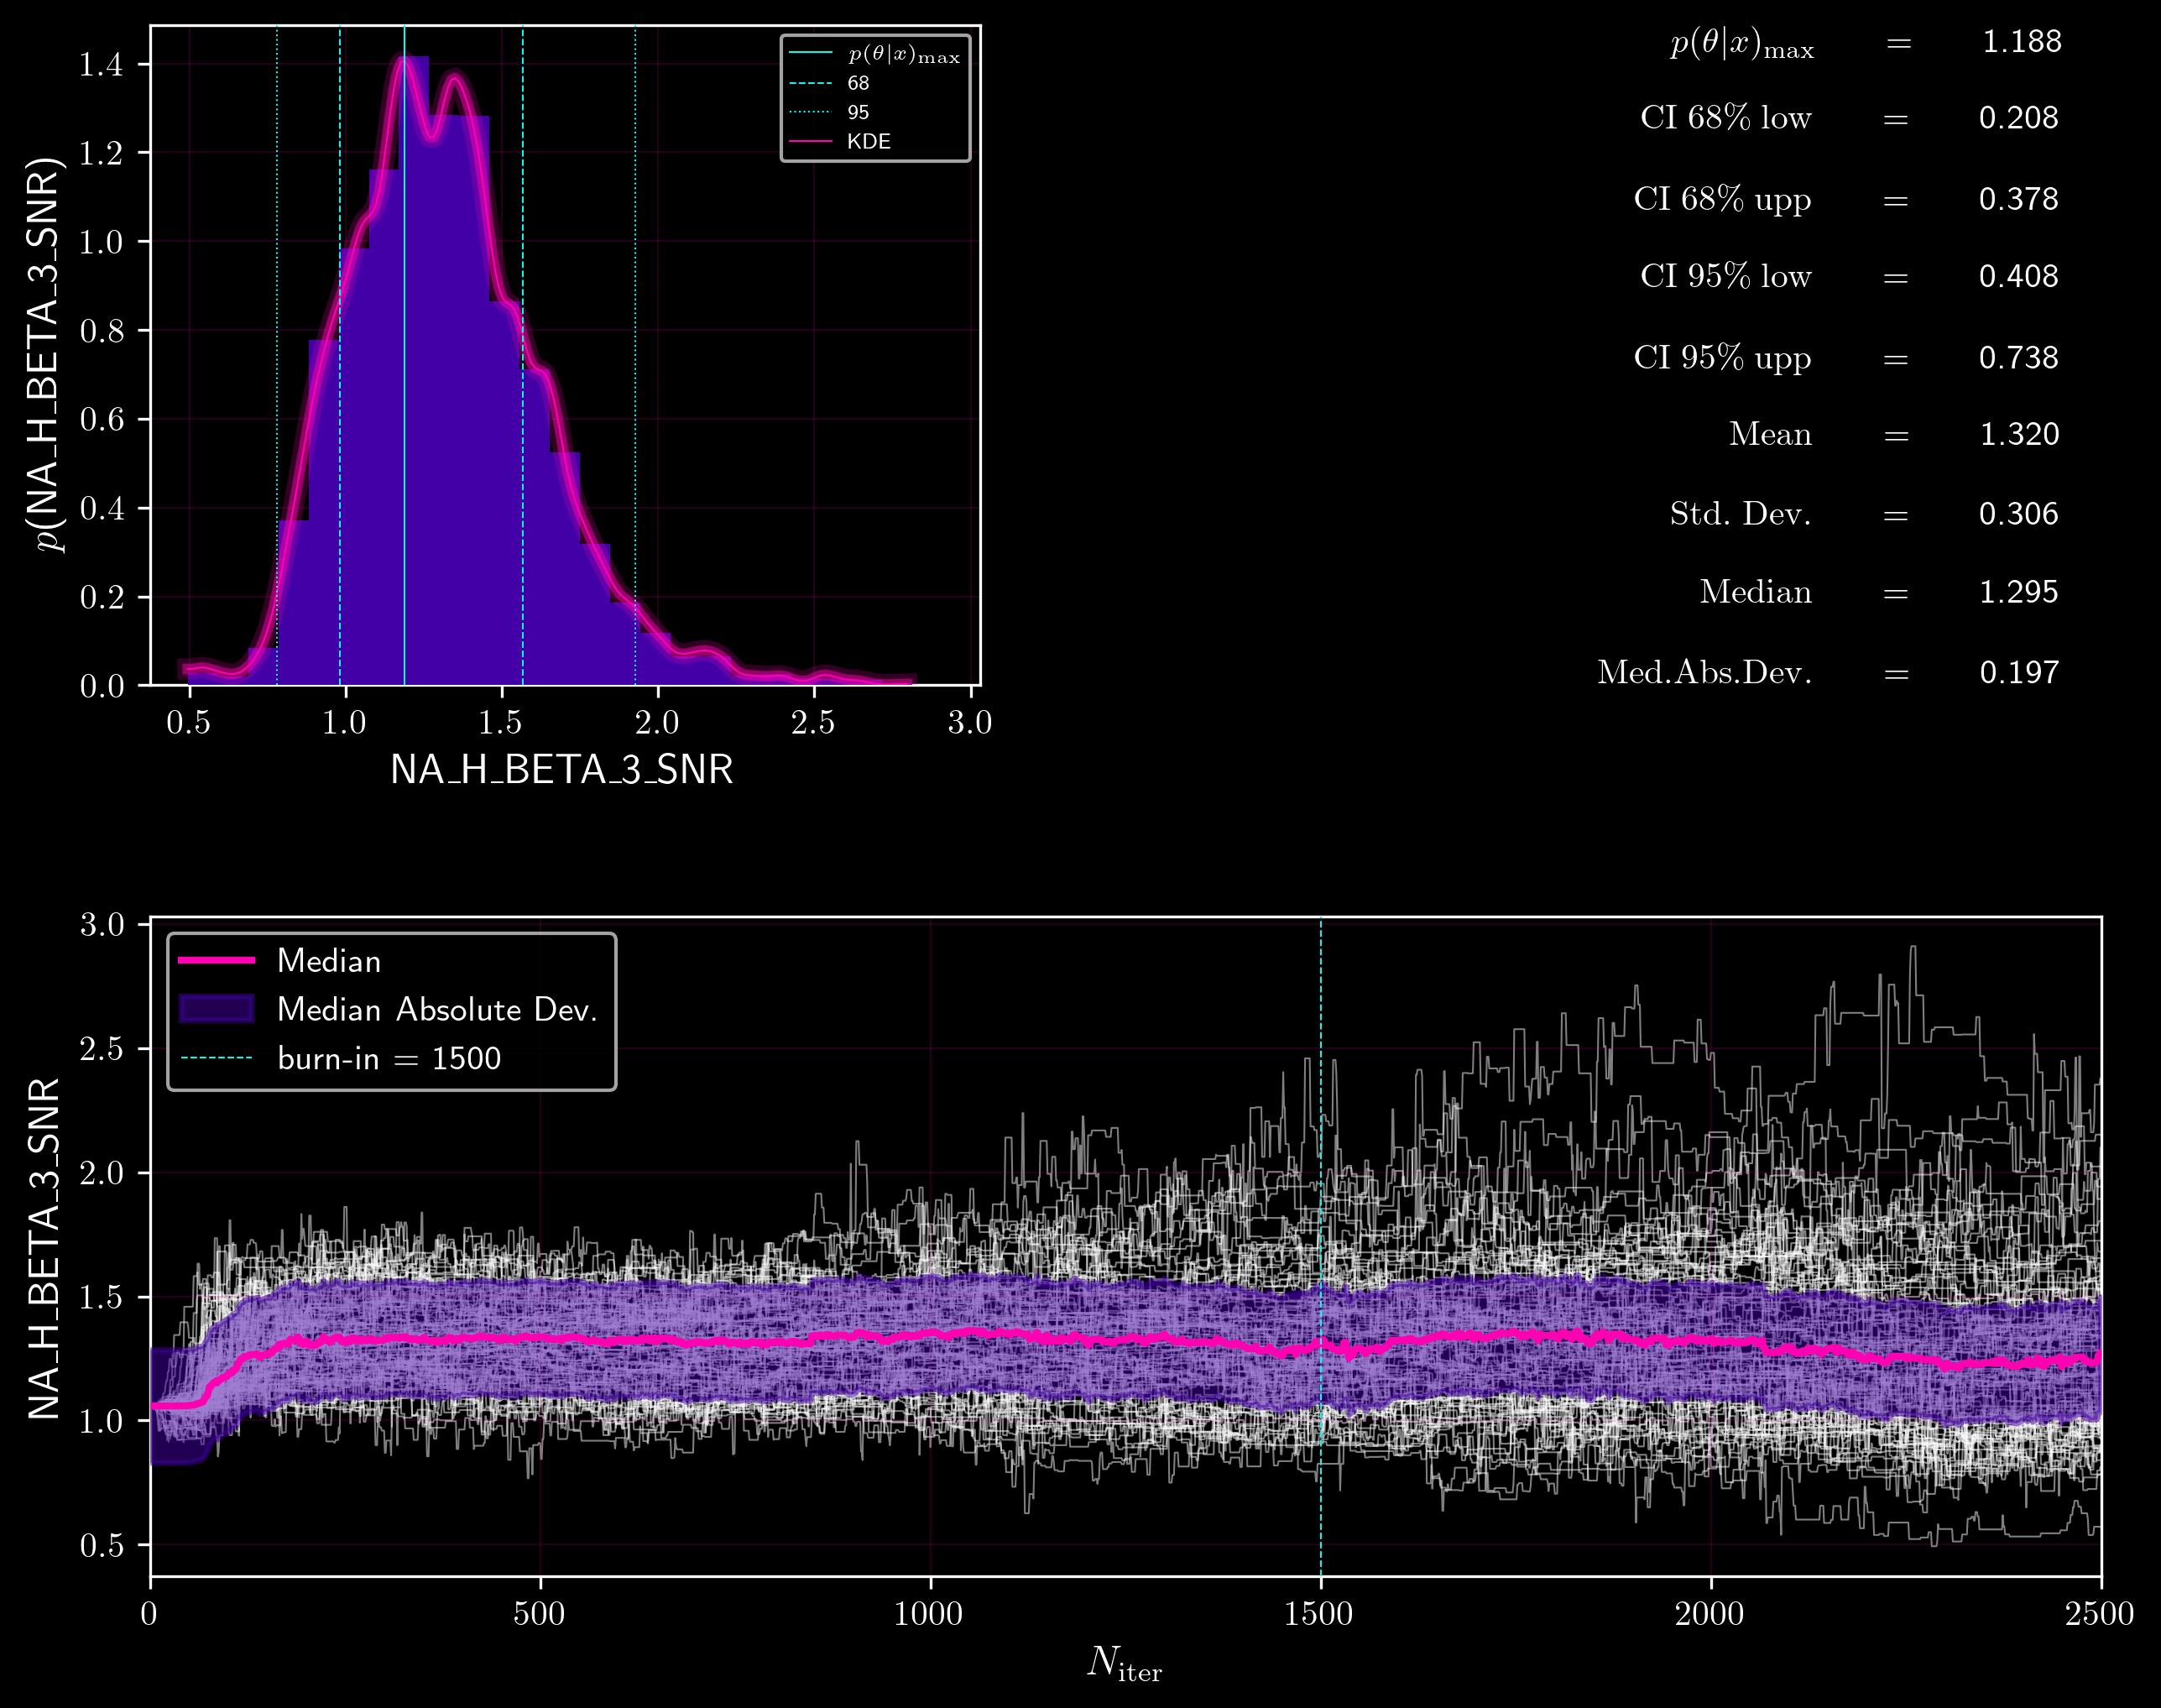 p(NA_H_BETA_3_SNR)
1.4
1.2
1.0
0.8
0.6
0.4
0.2
0.0
0.5 1.0 1.5 2.0 2.5 3.0
NA_H_BETA_3_SNR
p(θ|x)max
68
95
KDE
p(θ|x)max = 1.188
CI 68% low = 0.208
CI 68% upp = 0.378
CI 95% low = 0.408
CI 95% upp = 0.738
Mean = 1.320
Std. Dev. = 0.306
Median = 1.295
Med.Abs.Dev. = 0.197
NA_H_BETA_3_SNR
3.0
2.5
2.0
1.5
1.0
0.5
Median
Median Absolute Dev.
burn-in = 1500
0 500 1000 1500 2000 2500
Niter